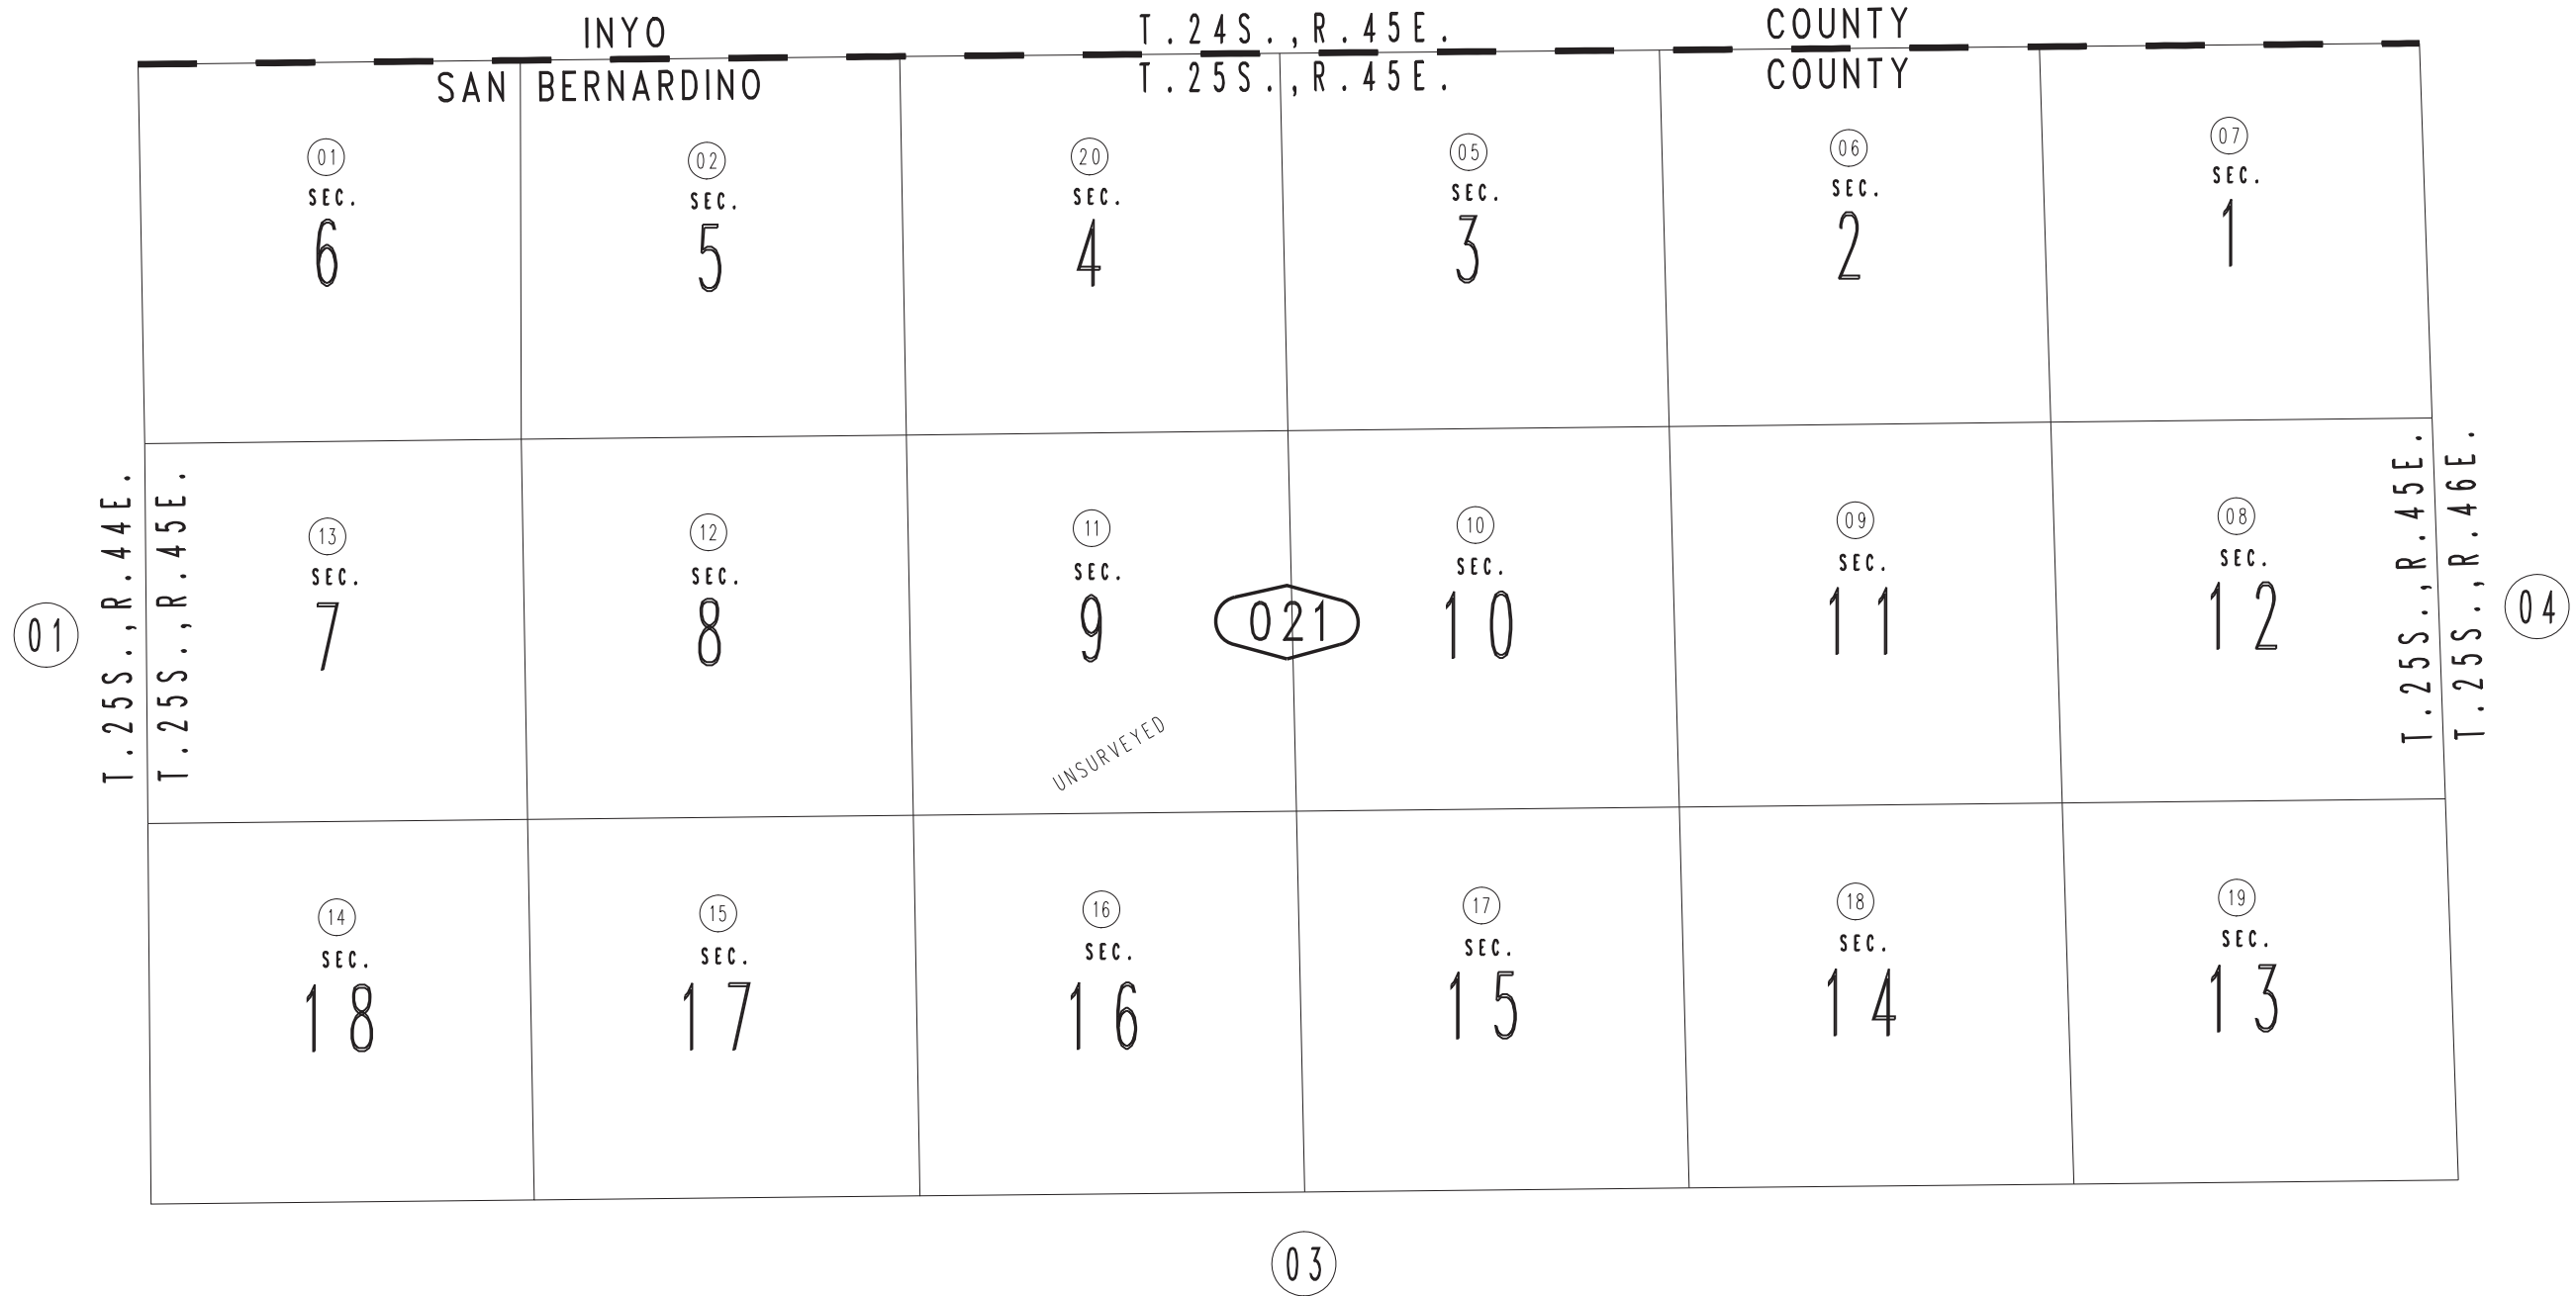 INYO T.24S.,R.45E. COUNTY
SAN BERNARDINO T.25S.,R.45E. COUNTY
01 02 20 05 06 07
SEC. SEC. SEC. SEC. SEC. SEC.
6 5 4 3 2 1
T.25S.,R.44E.
T.25S.,R.45E.
T.25S.,R.45E.
T.25S.,R.46E.
13 12 11 10 09 08
SEC. SEC. SEC. SEC. SEC. SEC.
01 7 8 9 021 10 11 12 04
UNSURVEYED
14 15 16 17 18 19
SEC. SEC. SEC. SEC. SEC. SEC.
18 17 16 15 14 13
03